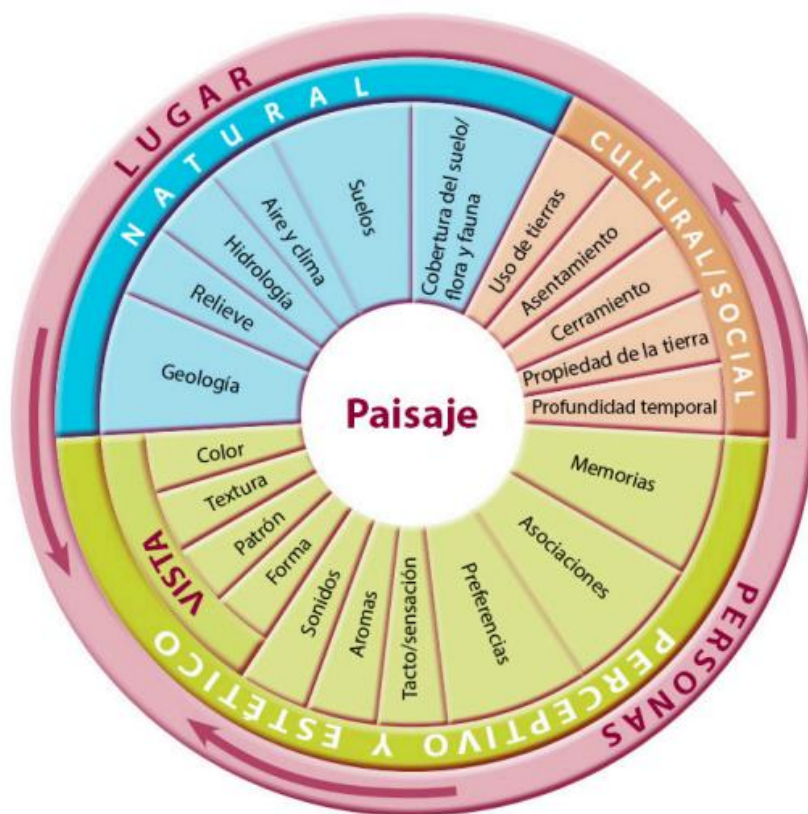 LUGAR
NATURAL
CULTURAL/SOCIAL
Geología
Relieve
Hidrología
Aire y clima
Suelos
Cobertura del suelo/
flora y fauna
Uso de tierras
Asentamiento
Cerramiento
Propiedad de la tierra
Profundidad temporal
Paisaje
Color
Textura
Patrón
Forma
VISTA
Sonidos
Aromas
Tacto/sensación
Preferencias
Asociaciones
Memorias
PERCEPTIVO Y ESTÉTICO
PERSONAS